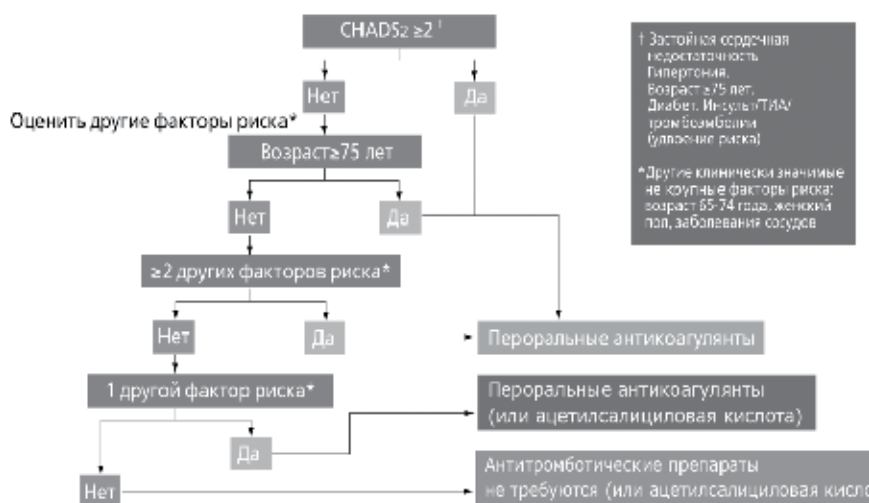 CHADS2 ≥2 †
Нет
Да
Оценить другие факторы риска*
Возраст≥75 лет
Нет
Да
≥2 других факторов риска*
Нет
Да
Пероральные антикоагулянты
1 другой фактор риска*
Пероральные антикоагулянты
(или ацетилсалициловая кислота)
Да
Нет
Антитромботические препараты
не требуются (или ацетилсалициловая кисло
† Застойная сердечная
недостаточность
Гипертония.
Возраст ≥75 лет.
Диабет. Инсульт/ТИА/
тромбоэмболии
(удвоение риска)
*Другие клинически значимые
не крупные факторы риска:
возраст 65-74 года, женский
пол, заболевания сосудов